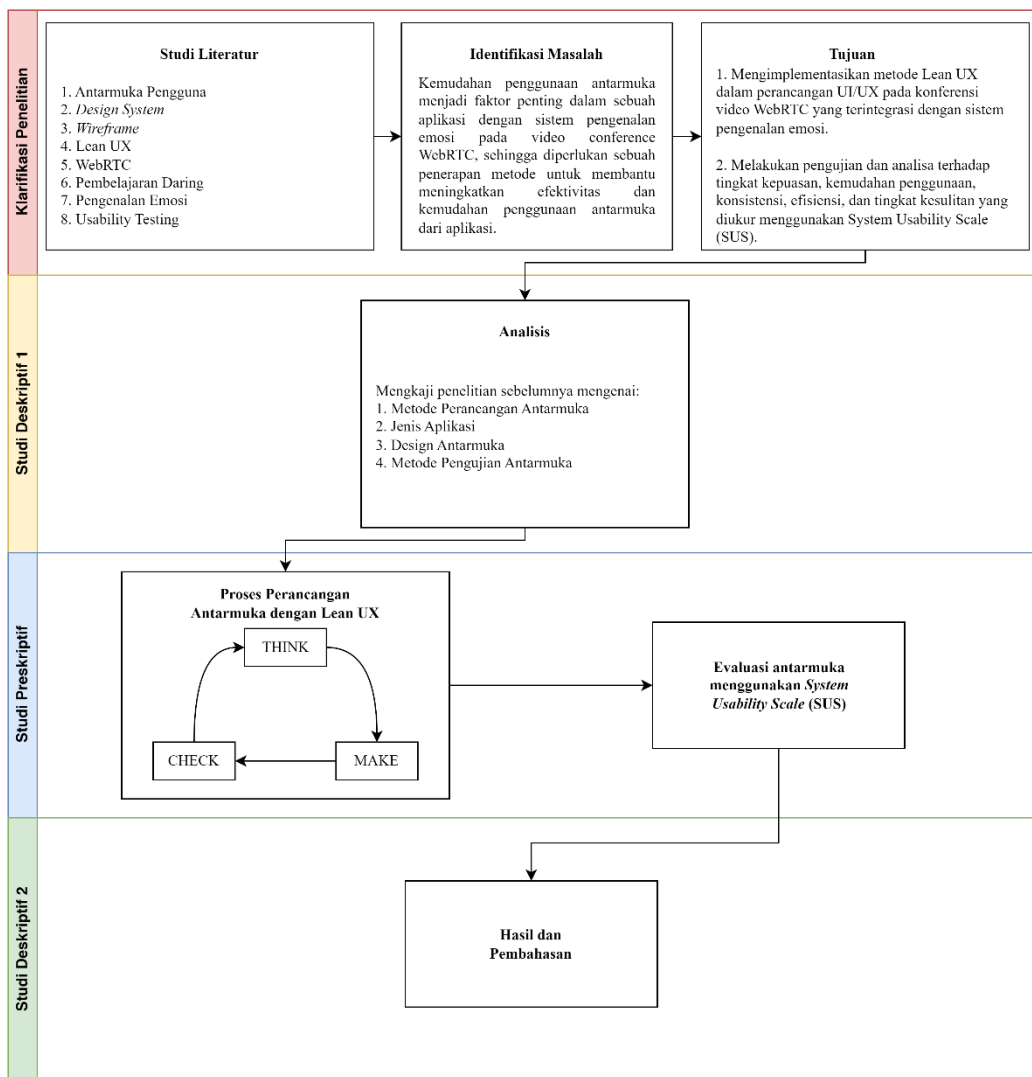 Klarifikasi Penelitian
Studi Literatur
1. Antarmuka Pengguna
2. Design System
3. Wireframe
4. Lean UX
5. WebRTC
6. Pembelajaran Daring
7. Pengenalan Emosi
8. Usability Testing
Identifikasi Masalah
Kemudahan penggunaan antarmuka
menjadi faktor penting dalam sebuah
aplikasi dengan sistem pengenalan
emosi pada video conference
WebRTC, sehingga diperlukan sebuah
penerapan metode untuk membantu
meningkatkan efektivitas dan
kemudahan penggunaan antarmuka
dari aplikasi.
Tujuan
1. Mengimplementasikan metode Lean UX
dalam perancangan UI/UX pada konferensi
video WebRTC yang terintegrasi dengan sistem
pengenalan emosi.
2. Melakukan pengujian dan analisa terhadap
tingkat kepuasan, kemudahan penggunaan,
konsistensi, efisiensi, dan tingkat kesulitan yang
diukur menggunakan System Usability Scale
(SUS).
Studi Deskriptif 1
Analisis
Mengkaji penelitian sebelumnya mengenai:
1. Metode Perancangan Antarmuka
2. Jenis Aplikasi
3. Design Antarmuka
4. Metode Pengujian Antarmuka
Studi Preskriptif
Proses Perancangan
Antarmuka dengan Lean UX
THINK
CHECK
MAKE
Evaluasi antarmuka
menggunakan System
Usability Scale (SUS)
Studi Deskriptif 2
Hasil dan
Pembahasan